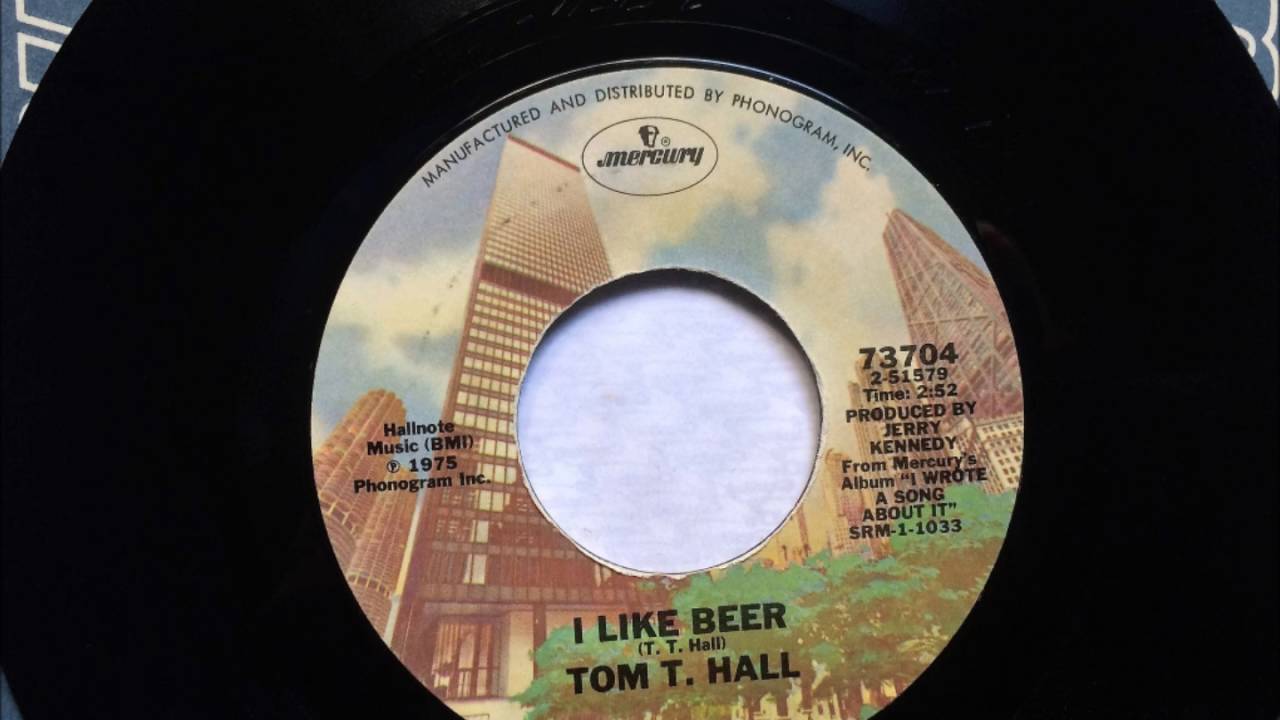 MANUFACTURED AND DISTRIBUTED BY PHONOGRAM, INC.
mercury®
Hallnote
Music (BMI)
℗ 1975
Phonogram Inc.
73704
2-51579
Time: 2:52
PRODUCED BY
JERRY
KENNEDY
From Mercury's
Album "I WROTE
A SONG
ABOUT IT"
SRM-1-1033
I LIKE BEER
(T. T. Hall)
TOM T. HALL